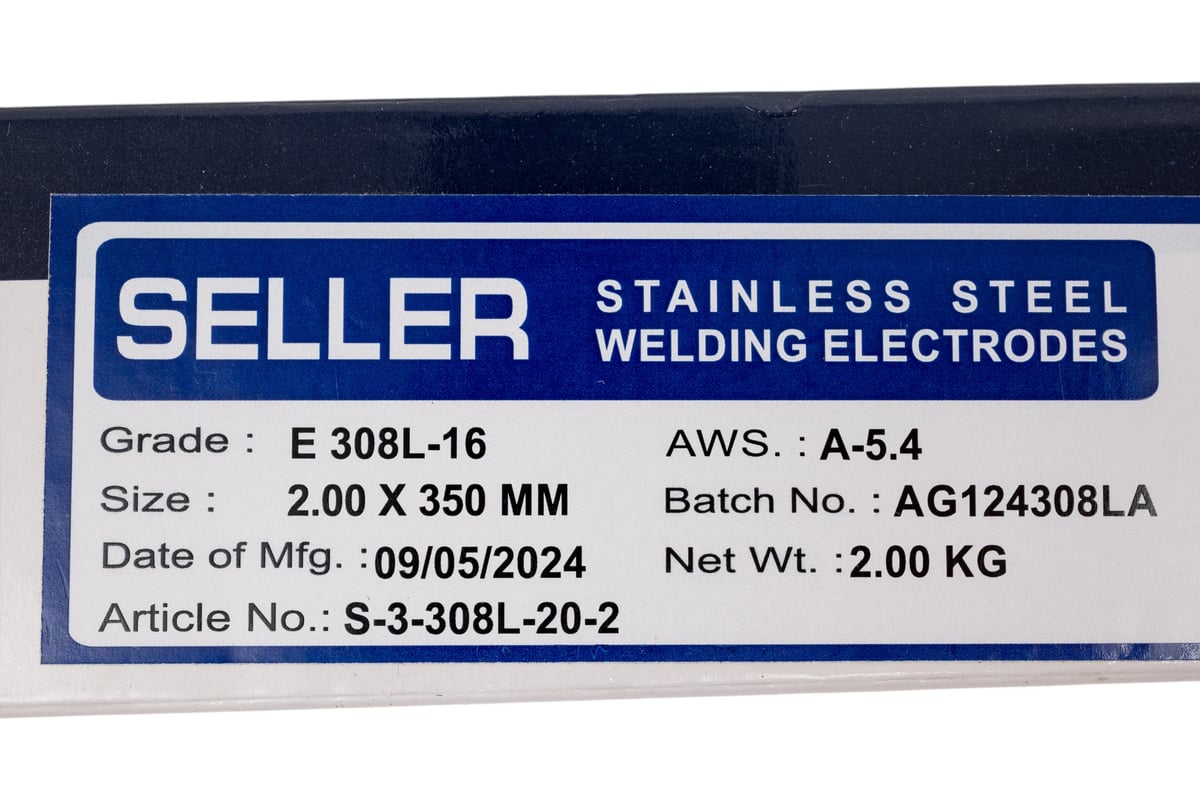 SELLER
STAINLESS STEEL
WELDING ELECTRODES
Grade : E 308L-16
AWS. : A-5.4
Size : 2.00 X 350 MM
Batch No. : AG124308LA
Date of Mfg. : 09/05/2024
Net Wt. : 2.00 KG
Article No.: S-3-308L-20-2